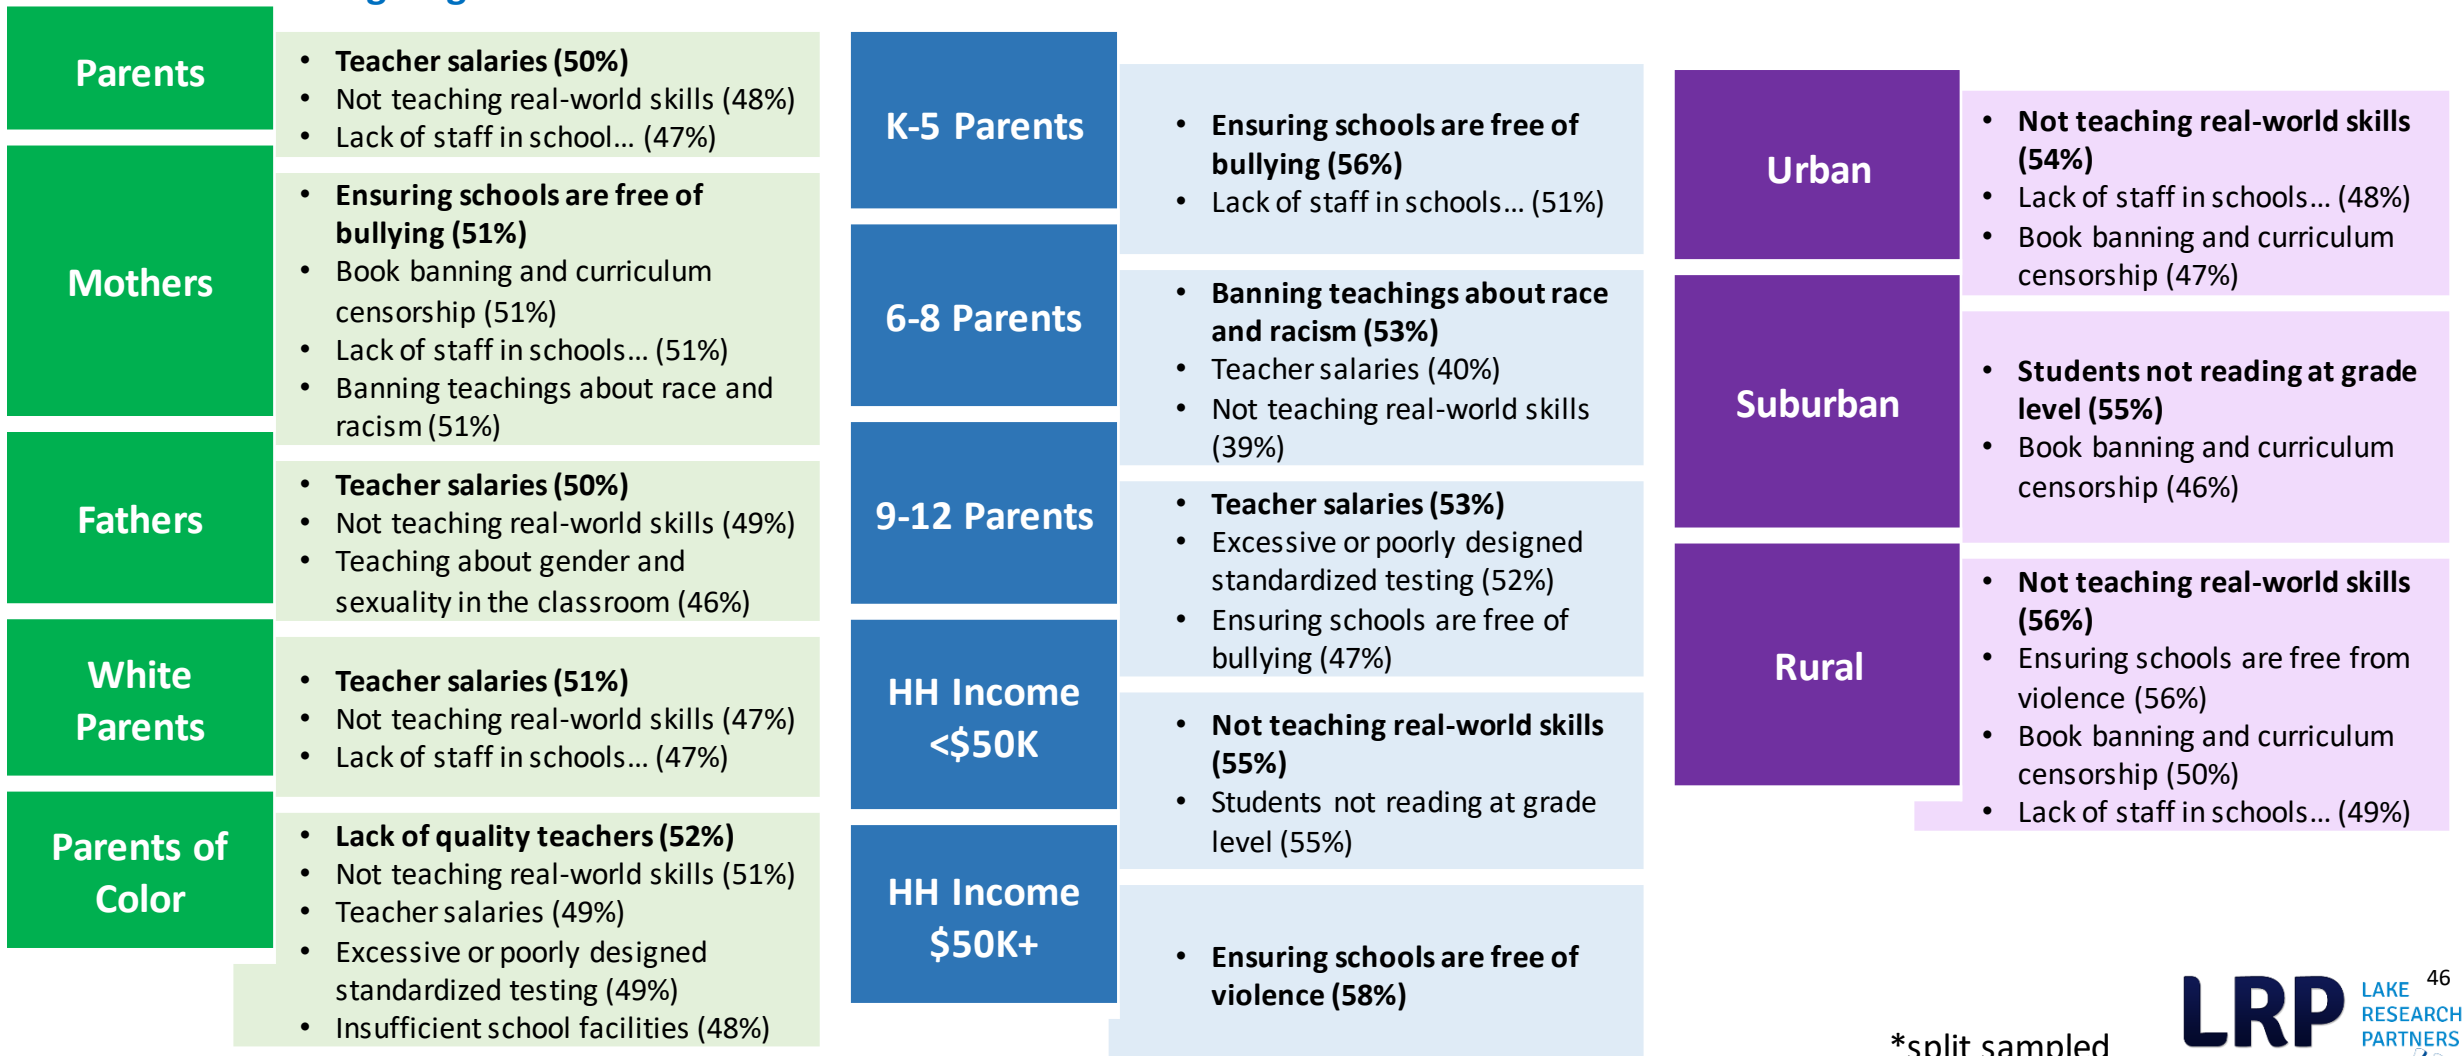 Parents
• Teacher salaries (50%)
• Not teaching real-world skills (48%)
• Lack of staff in school... (47%)
Mothers
• Ensuring schools are free of
bullying (51%)
• Book banning and curriculum
censorship (51%)
• Lack of staff in schools... (51%)
• Banning teachings about race and
racism (51%)
Fathers
• Teacher salaries (50%)
• Not teaching real-world skills (49%)
• Teaching about gender and
sexuality in the classroom (46%)
White
Parents
• Teacher salaries (51%)
• Not teaching real-world skills (47%)
• Lack of staff in schools... (47%)
Parents of
Color
• Lack of quality teachers (52%)
• Not teaching real-world skills (51%)
• Teacher salaries (49%)
• Excessive or poorly designed
standardized testing (49%)
• Insufficient school facilities (48%)
K-5 Parents
• Ensuring schools are free of
bullying (56%)
• Lack of staff in schools... (51%)
6-8 Parents
• Banning teachings about race
and racism (53%)
• Teacher salaries (40%)
• Not teaching real-world skills
(39%)
9-12 Parents
• Teacher salaries (53%)
• Excessive or poorly designed
standardized testing (52%)
• Ensuring schools are free of
bullying (47%)
HH Income
<$50K
• Not teaching real-world skills
(55%)
• Students not reading at grade
level (55%)
HH Income
$50K+
• Ensuring schools are free of
violence (58%)
Urban
• Not teaching real-world skills
(54%)
• Lack of staff in schools... (48%)
• Book banning and curriculum
censorship (47%)
Suburban
• Students not reading at grade
level (55%)
• Book banning and curriculum
censorship (46%)
Rural
• Not teaching real-world skills
(56%)
• Ensuring schools are free from
violence (56%)
• Book banning and curriculum
censorship (50%)
• Lack of staff in schools... (49%)
*split sampled
LRP
LAKE
RESEARCH
PARTNERS
46